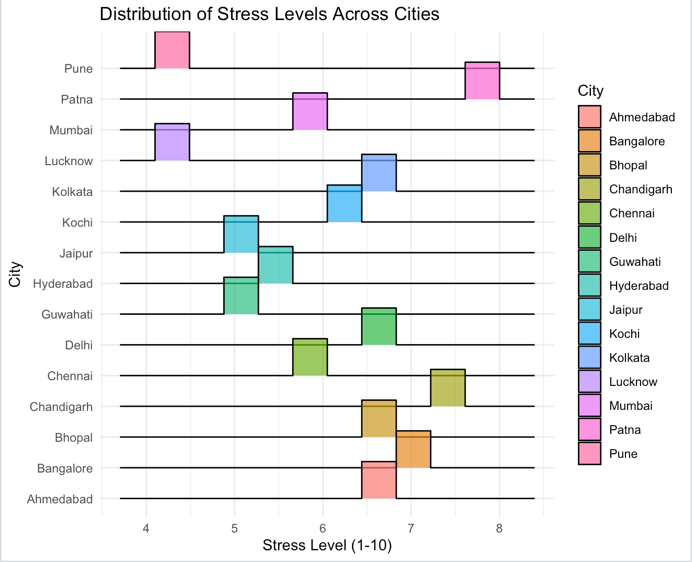 Distribution of Stress Levels Across Cities
City
Pune
Patna
Mumbai
Lucknow
Kolkata
Kochi
Jaipur
Hyderabad
Guwahati
Delhi
Chennai
Chandigarh
Bhopal
Bangalore
Ahmedabad
4 5 6 7 8
Stress Level (1-10)
City
Ahmedabad
Bangalore
Bhopal
Chandigarh
Chennai
Delhi
Guwahati
Hyderabad
Jaipur
Kochi
Kolkata
Lucknow
Mumbai
Patna
Pune